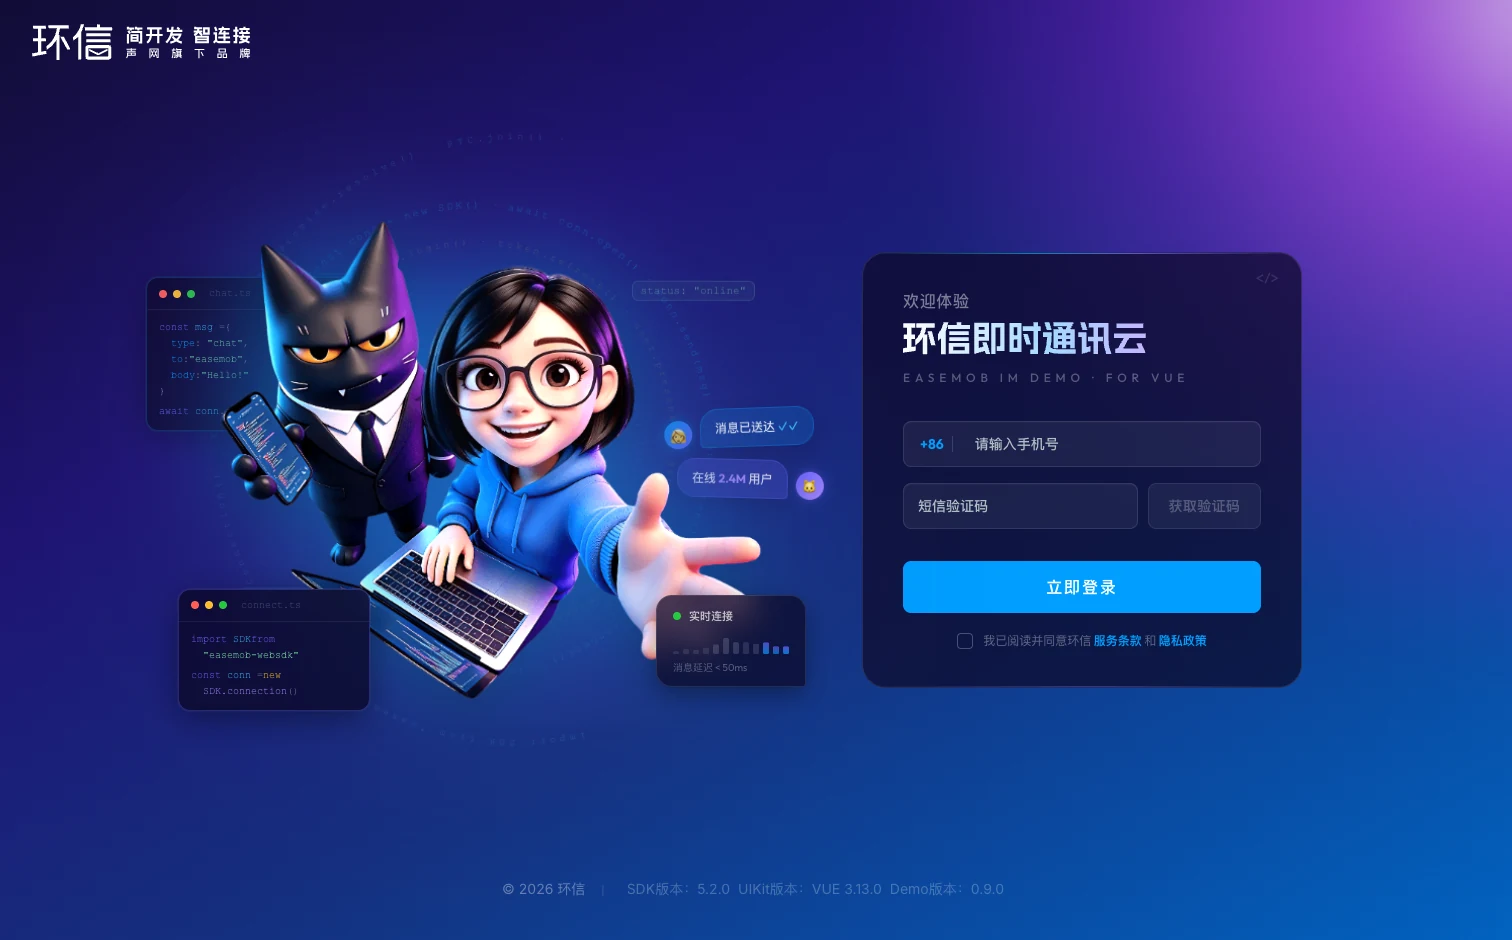 环信 简开发 智连接
声网旗下品牌
new SDK() · await conn.open()
chat.ts
status: "online"
const msg ={
type: "chat",
to:"easemob",
body:"Hello!"
}
await conn.
消息已送达 ✓✓
在线 2.4M 用户
connect.ts
import SDKfrom
"easemob-websdk"
const conn =new
SDK.connection()
实时连接
消息延迟 < 50ms
</>
欢迎体验
环信即时通讯云
EASEMOB IM DEMO · FOR VUE
+86 请输入手机号
短信验证码 获取验证码
立即登录
我已阅读并同意环信 服务条款 和 隐私政策
© 2026 环信 | SDK版本: 5.2.0 UIKit版本: VUE 3.13.0 Demo版本: 0.9.0